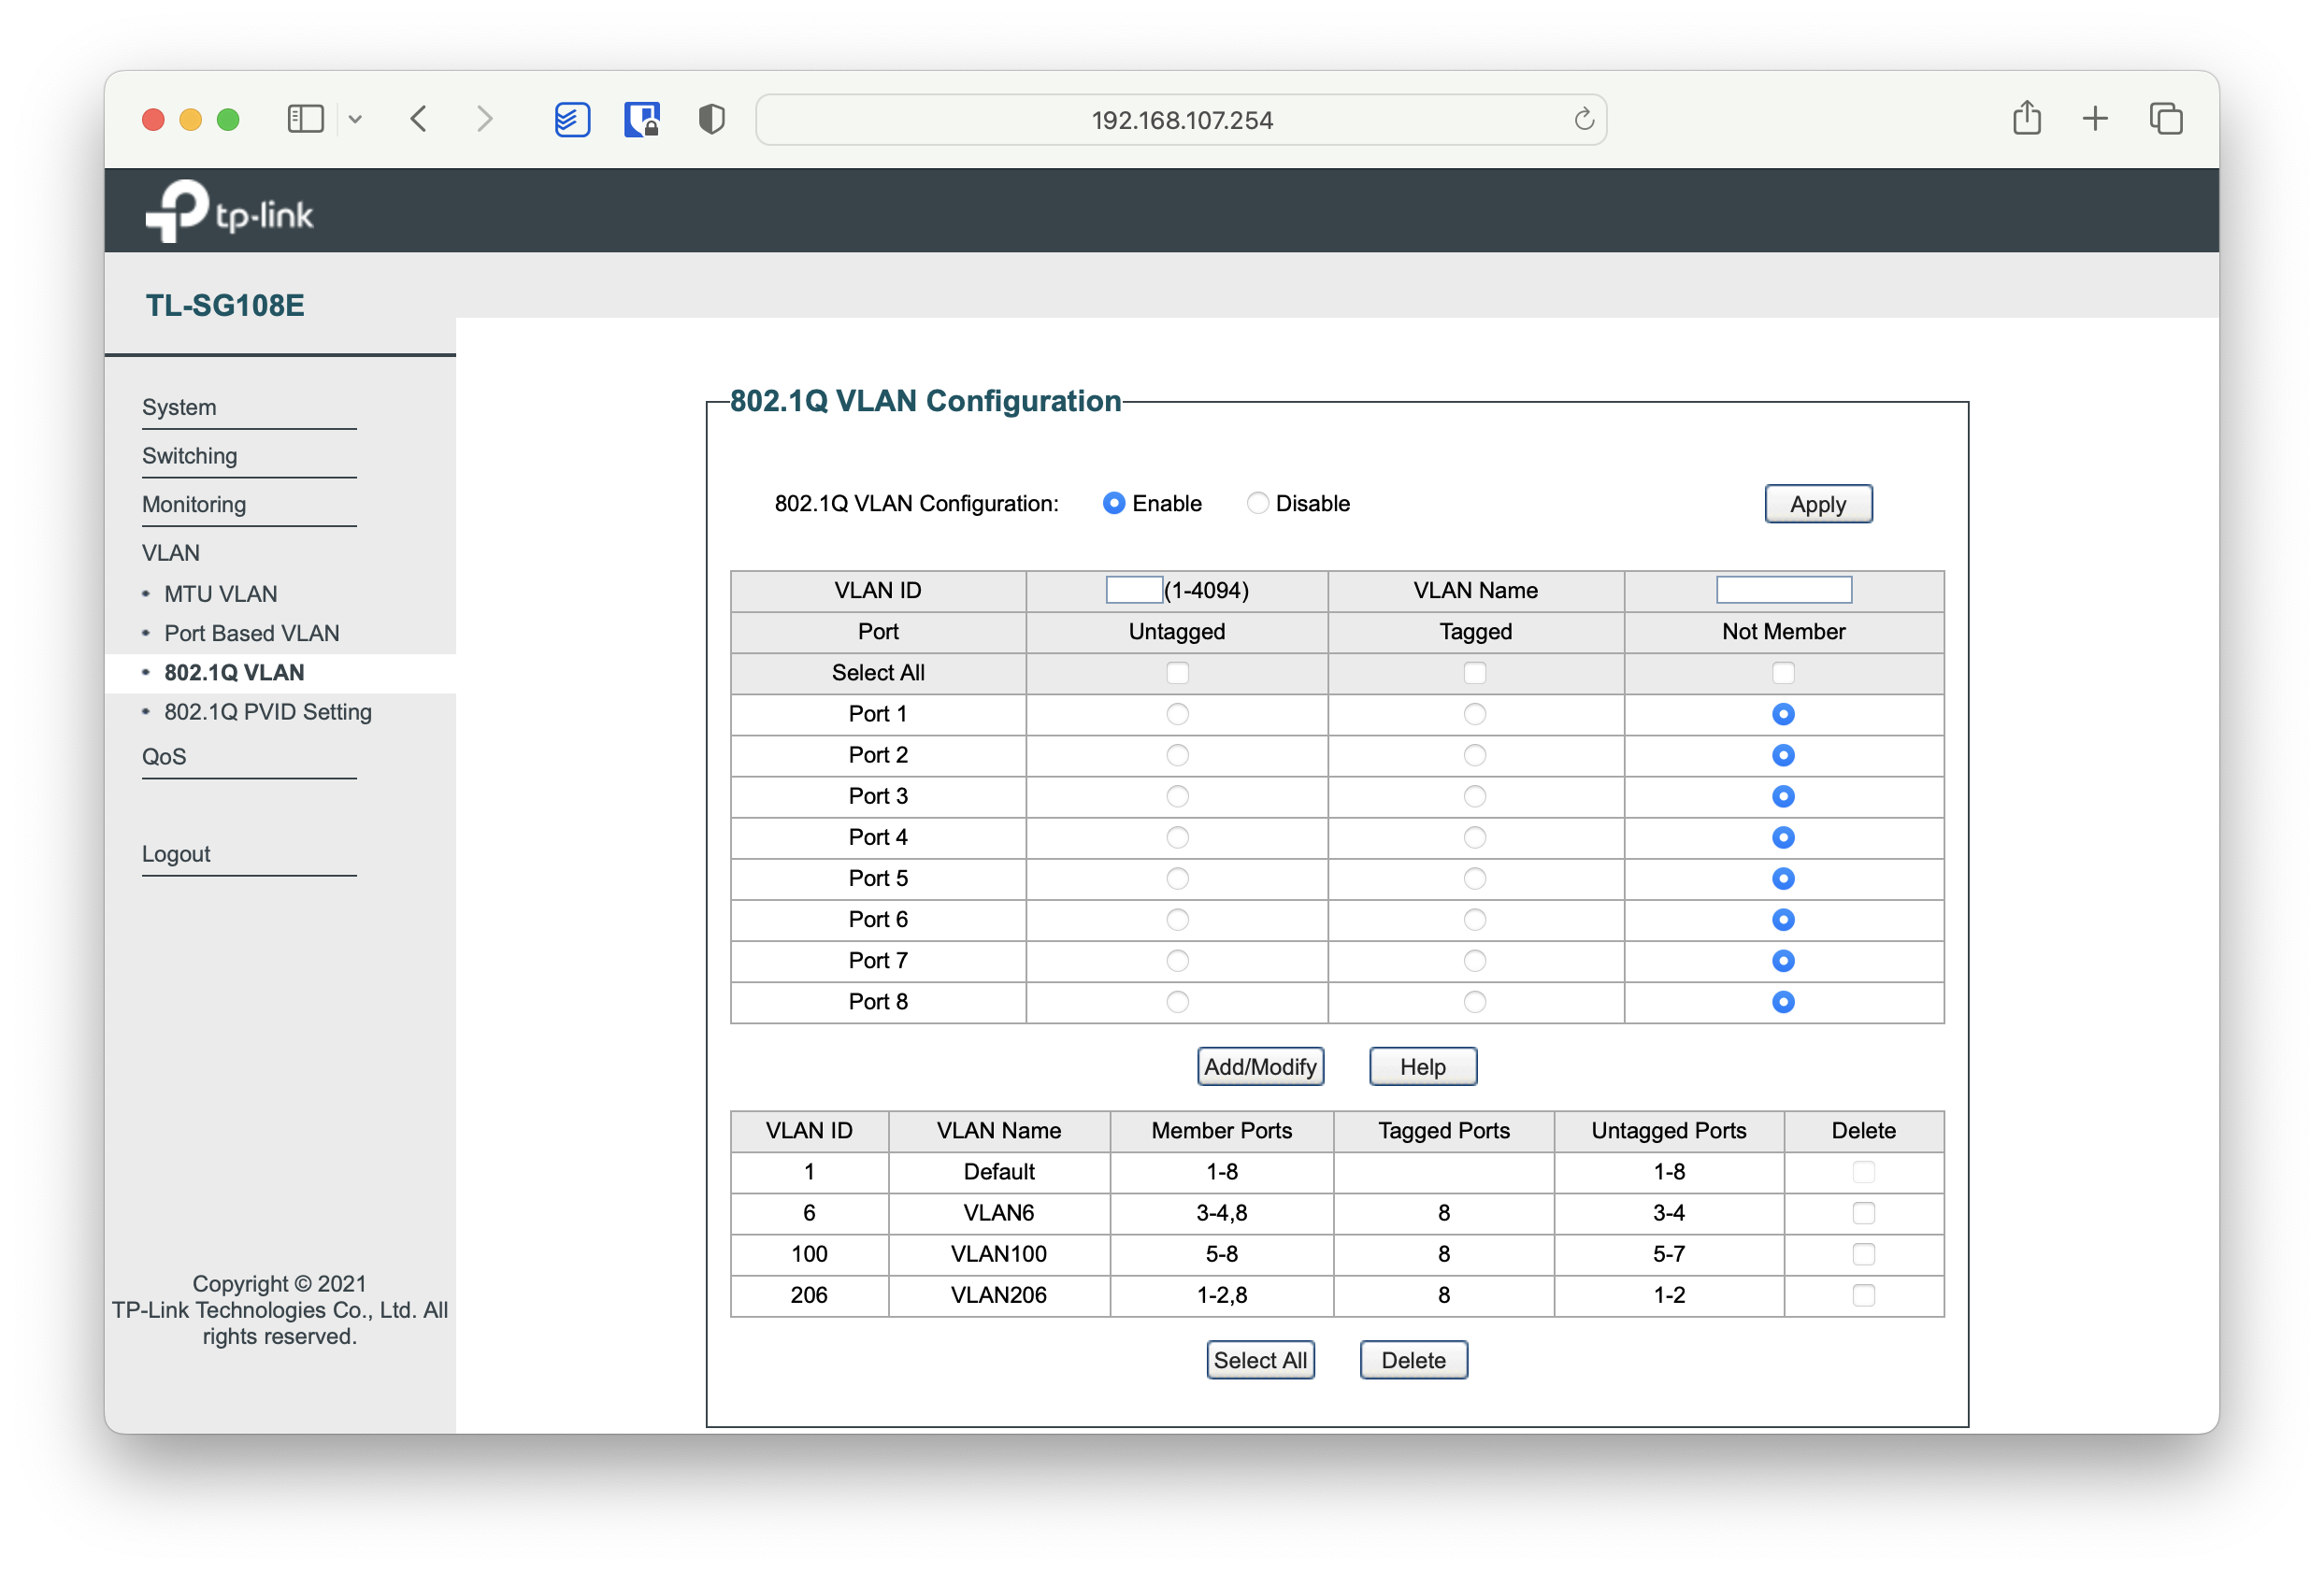 192.168.107.254
tp-link
TL-SG108E
System
Switching
Monitoring
VLAN
MTU VLAN
Port Based VLAN
802.1Q VLAN
802.1Q PVID Setting
QoS
Logout
Copyright © 2021
TP-Link Technologies Co., Ltd. All
rights reserved.
802.1Q VLAN Configuration
802.1Q VLAN Configuration: Enable Disable Apply
VLAN ID (1-4094) VLAN Name
Port Untagged Tagged Not Member
Select All
Port 1
Port 2
Port 3
Port 4
Port 5
Port 6
Port 7
Port 8
Add/Modify Help
VLAN ID VLAN Name Member Ports Tagged Ports Untagged Ports Delete
1 Default 1-8 1-8
6 VLAN6 3-4,8 8 3-4
100 VLAN100 5-8 8 5-7
206 VLAN206 1-2,8 8 1-2
Select All Delete